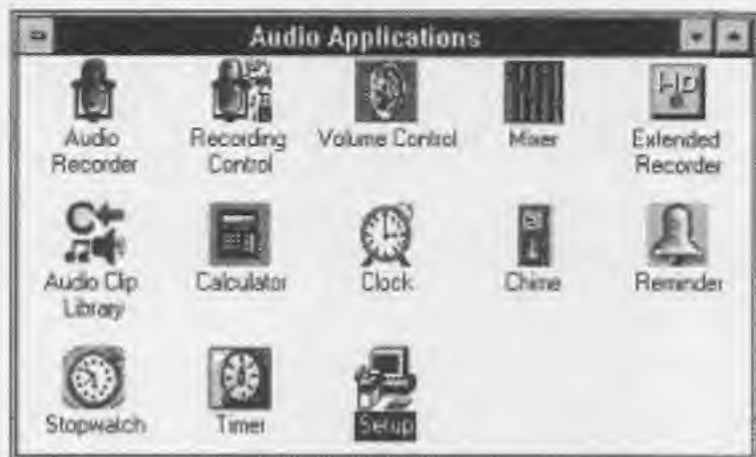 Audio Applications
Audio
Recorder
Recording
Control
Volume Control
Mixer
HD
Extended
Recorder
Audio Clip
Library
Calculator
Clock
Chime
Reminder
Stopwatch
Timer
Setup